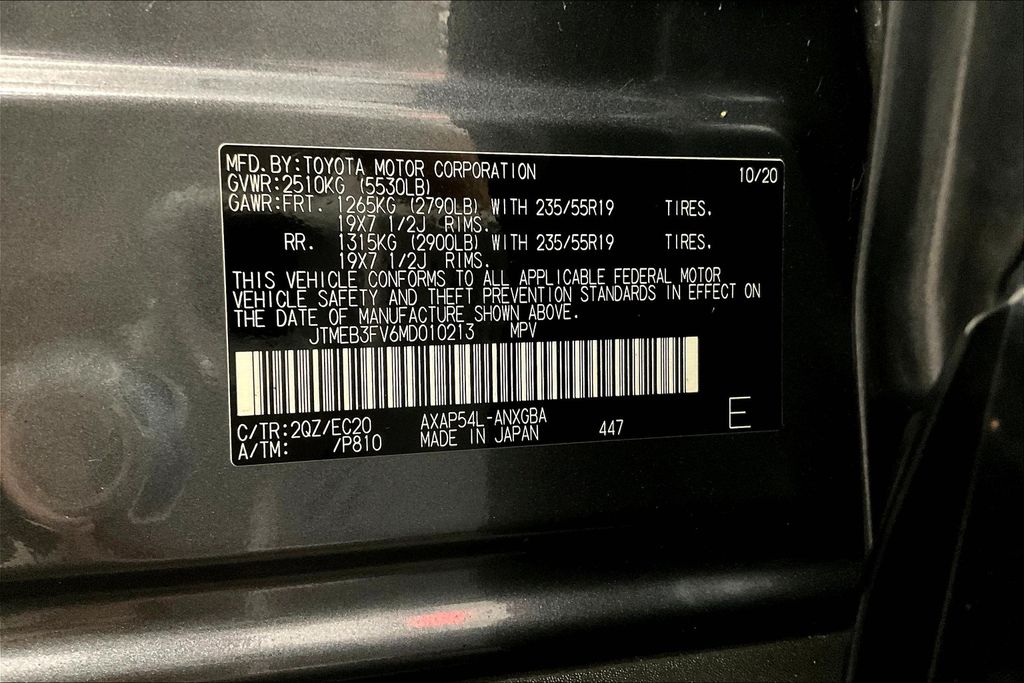 MFD.BY:TOYOTA MOTOR CORPORATION 10/20
GVWR:2510KG (5530LB)
GAWR:FRT. 1265KG (2790LB) WITH 235/55R19 TIRES.
19X7 1/2J RIMS.
RR. 1315KG (2900LB) WITH 235/55R19 TIRES.
19X7 1/2J RIMS.
THIS VEHICLE CONFORMS TO ALL APPLICABLE FEDERAL MOTOR
VEHICLE SAFETY AND THEFT PREVENTION STANDARDS IN EFFECT ON
THE DATE OF MANUFACTURE SHOWN ABOVE.
JTMEB3FV6MD010213 MPV
C/TR:2QZ/EC20 AXAP54L-ANXGBA
A/TM: /P810 MADE IN JAPAN 447 E